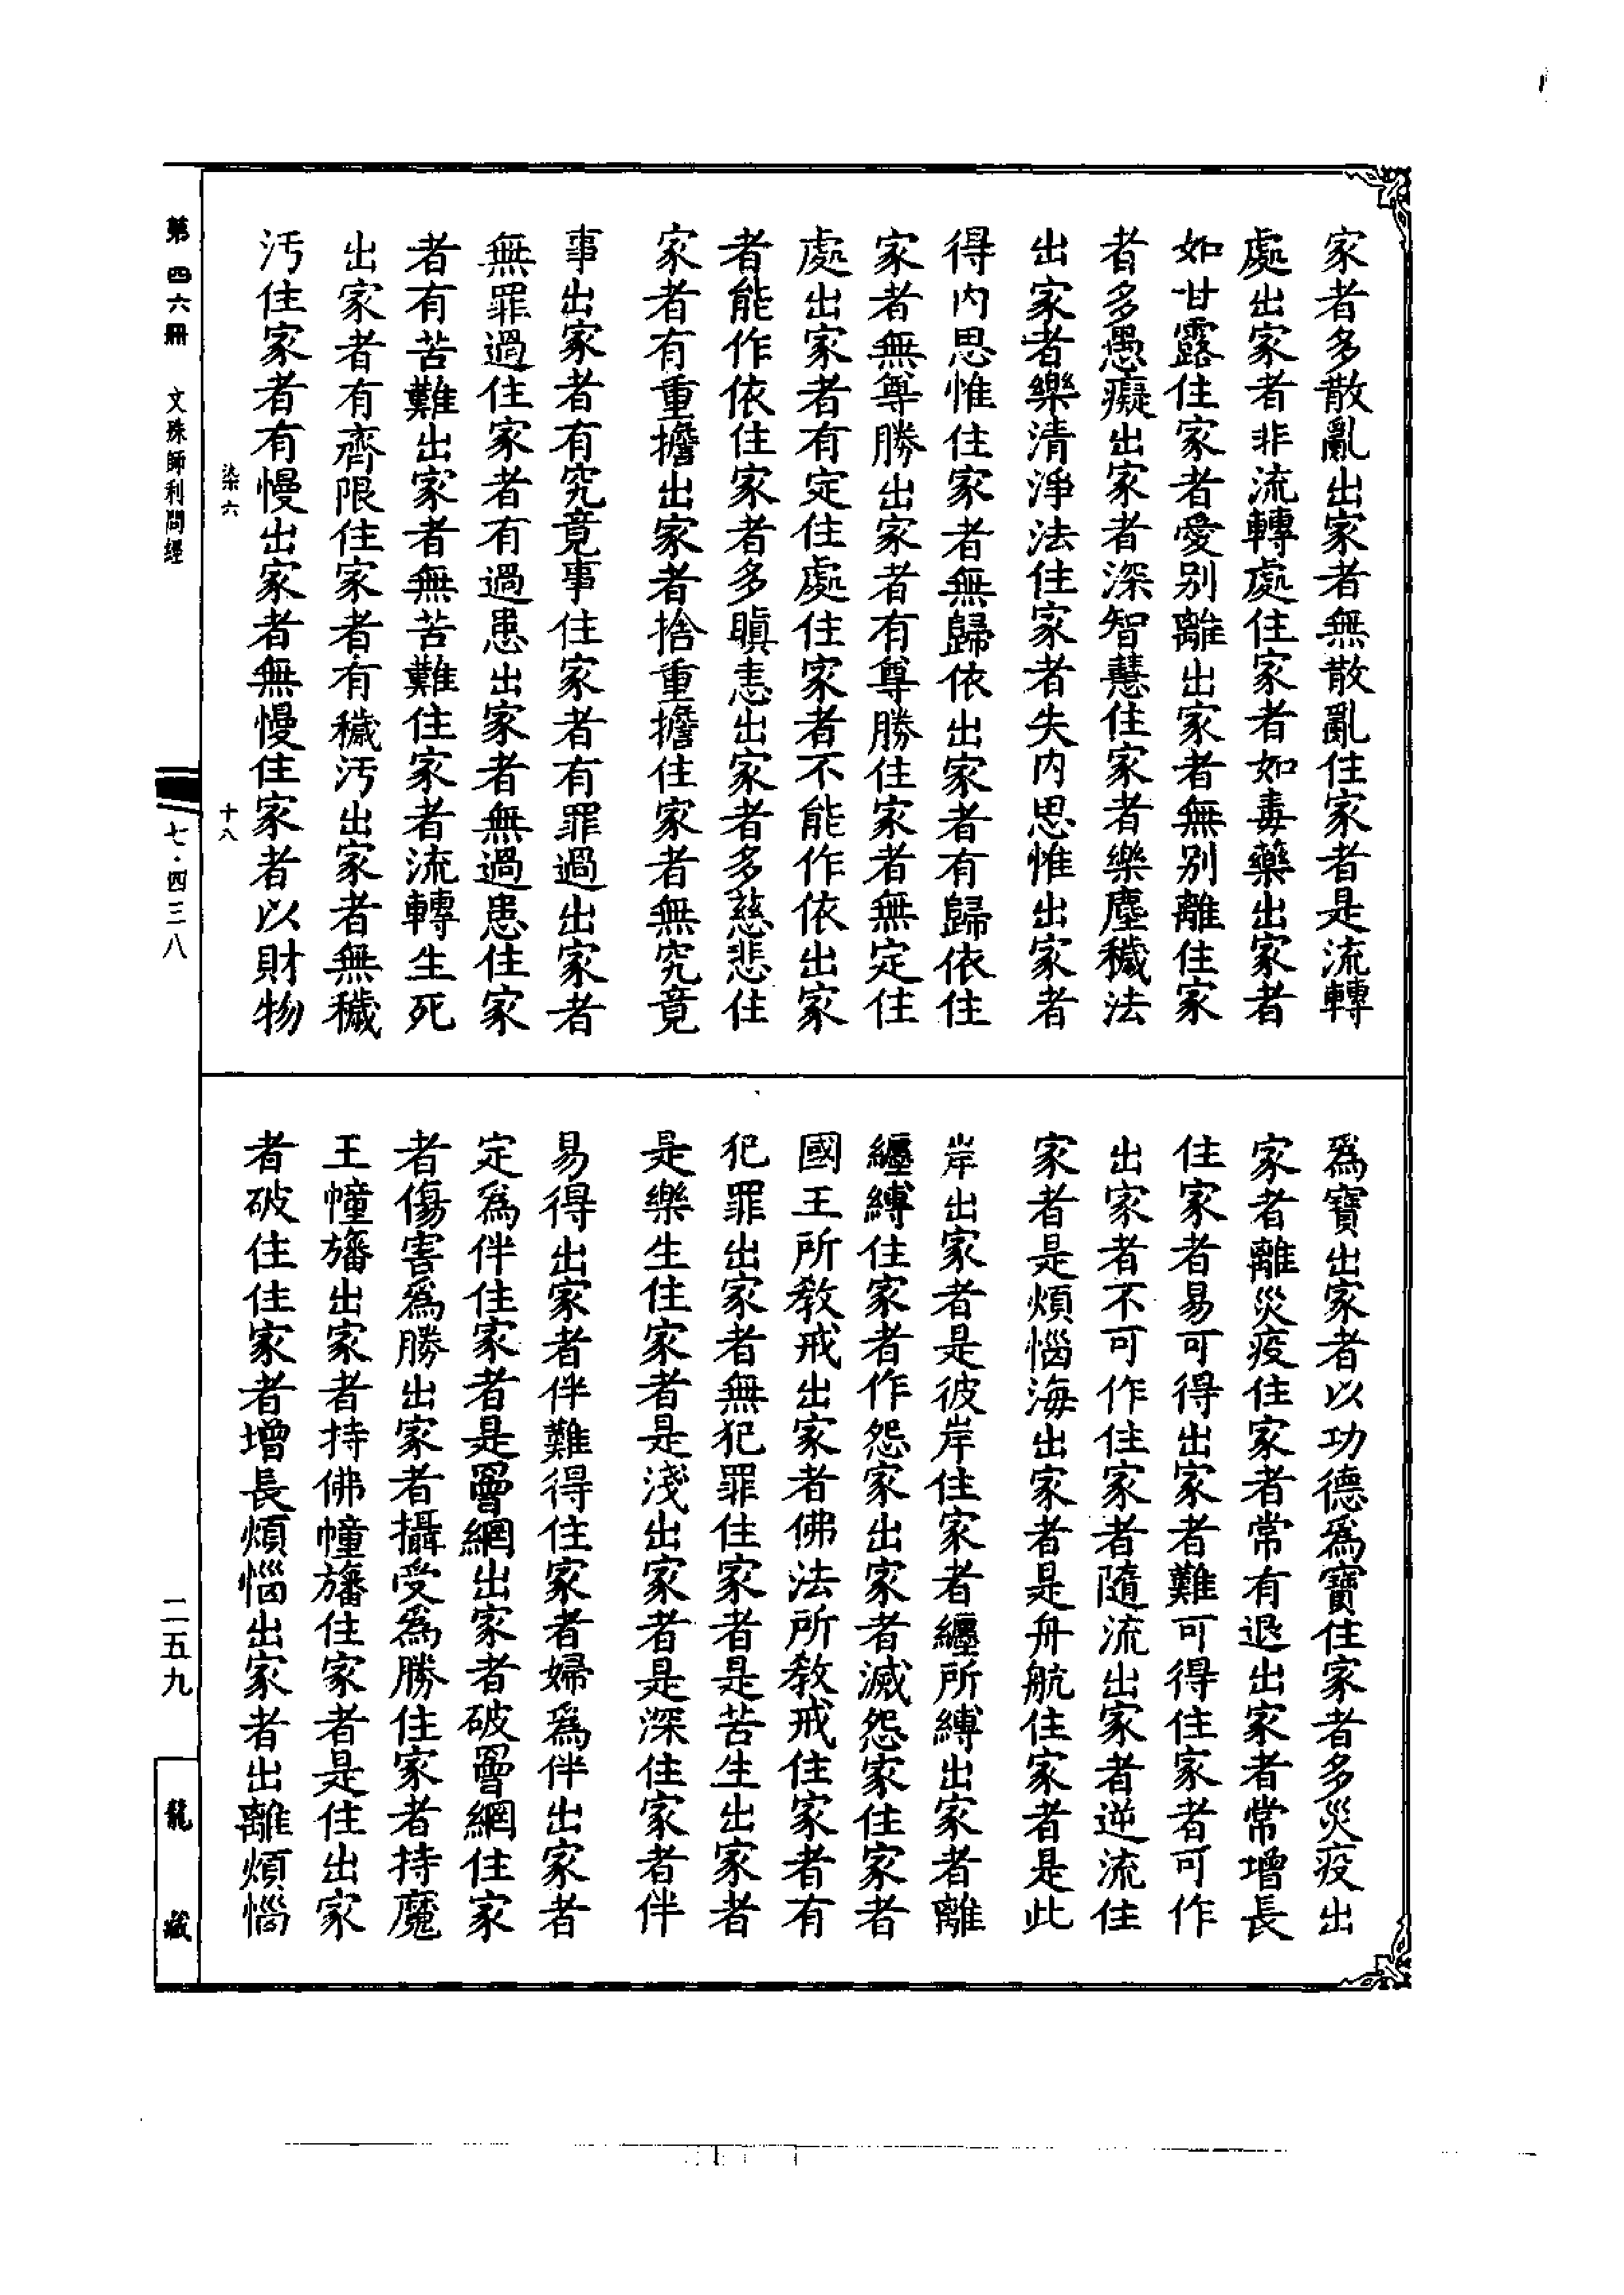 家者多散亂出家者無散亂住家者是流轉
處出家者非流轉處住家者如毒藥出家者
如甘露住家者愛别離出家者無别離住家
者多愚癡出家者深智慧住家者樂塵穢法
出家者樂清淨法住家者失内思惟出家者
得内思惟住家者無歸依出家者有歸依住
家者無尊勝出家者有尊勝住家者無定住
處出家者有定住處住家者不能作依出家
者能作依住家者多瞋恚出家者多慈悲住
家者有重擔出家者捨重擔住家者無究竟
事出家者有究竟事住家者有罪過出家者
無罪過住家者有過患出家者無過患住家
者有苦難出家者無苦難住家者流轉生死
出家者有齊限住家者有穢汚出家者無穢
汚住家者有慢出家者無慢住家者以財物
爲寶出家者以功德爲寶住家者多災疫出
家者離災疫住家者常有退出家者常增長
住家者易可得出家者難可得住家者可作
出家者不可作住家者隨流出家者逆流住
家者是煩惱海出家者是舟航住家者是此
岸出家者是彼岸住家者纏所縛出家者離
纏縛住家者作怨家出家者滅怨家住家者
國王所敎戒出家者佛法所敎戒住家者有
犯罪出家者無犯罪住家者是苦生出家者
是樂生住家者是淺出家者是深住家者伴
易得出家者伴難得住家者婦爲伴出家者
定爲伴住家者是罾網出家者破罾網住家
者傷害爲勝出家者攝受爲勝住家者持魔
王幢旛出家者持佛幢旛住家者是住出家
者破住住家者增長煩惱出家者出離煩惱
染六
十八
第四六冊
文殊師利問經
七·四三八
二五九
龍藏